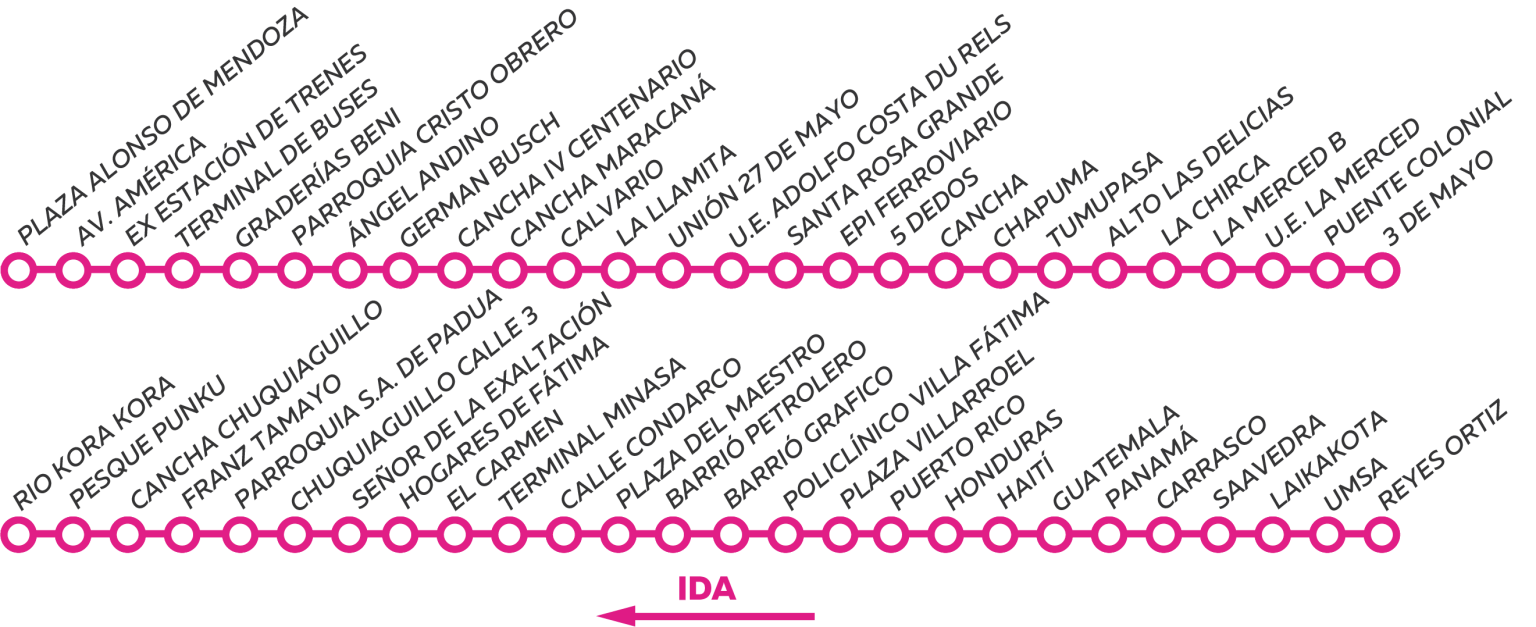 PLAZA ALONSO DE MENDOZA
AV. AMÉRICA
EX ESTACIÓN DE TRENES
TERMINAL DE BUSES
GRADERÍAS BENI
PARROQUIA CRISTO OBRERO
ÁNGEL ANDINO
GERMAN BUSCH
CANCHA IV CENTENARIO
CANCHA MARACANÁ
CALVARIO
LA LLAMITA
UNIÓN 27 DE MAYO
U.E. ADOLFO COSTA DU RELS
SANTA ROSA GRANDE
EPI FERROVIARIO
5 DEDOS
CANCHA
CHAPUMA
TUMUPASA
ALTO LAS DELICIAS
LA CHIRCA
LA MERCED B
U.E. LA MERCED
PUENTE COLONIAL
3 DE MAYO
RIO KORA KORA
PESQUE PUNKU
CANCHA CHUQUIAGUILLO
FRANZ TAMAYO
PARROQUIA S.A. DE PADUA
CHUQUIAGUILLO CALLE 3
SEÑOR DE LA EXALTACIÓN
HOGARES DE FÁTIMA
EL CARMEN
TERMINAL MINASA
CALLE CONDARCO
PLAZA DEL MAESTRO
BARRIÓ PETROLERO
BARRIÓ GRAFICO
POLICLÍNICO VILLA FÁTIMA
PLAZA VILLARROEL
PUERTO RICO
HONDURAS
HAITÍ
GUATEMALA
PANAMÁ
CARRASCO
SAAVEDRA
LAIKAKOTA
UMSA
REYES ORTIZ
IDA